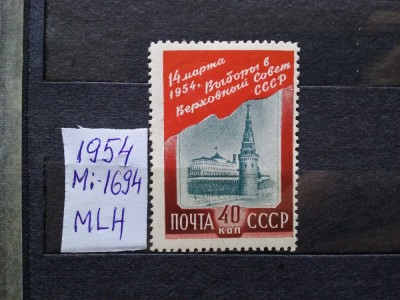 14 марта
1954 г. Выборы в
Верховный Совет
СССР
ПОЧТА 40 СССР
КОП
1954
Mi-1694
MLH